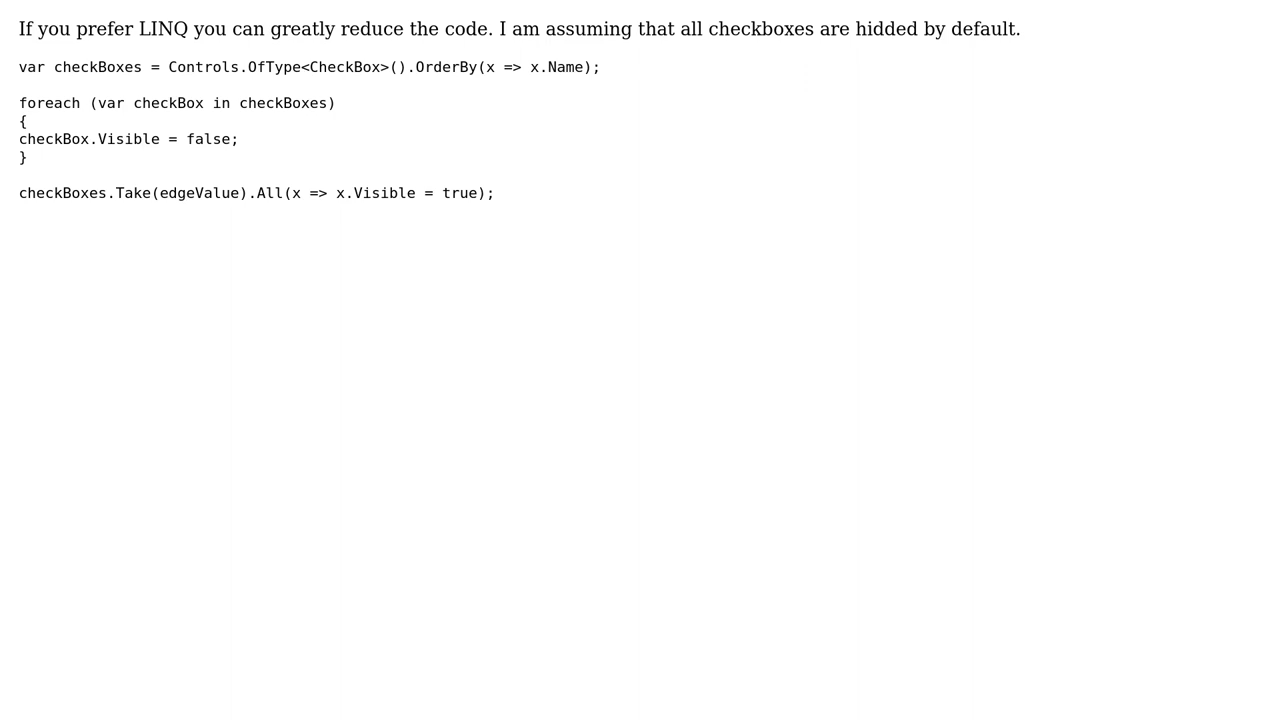 If you prefer LINQ you can greatly reduce the code. I am assuming that all checkboxes are hidded by default.
var checkBoxes = Controls.OfType<CheckBox>().OrderBy(x => x.Name);
foreach (var checkBox in checkBoxes)
{
checkBox.Visible = false;
}
checkBoxes.Take(edgeValue).All(x => x.Visible = true);